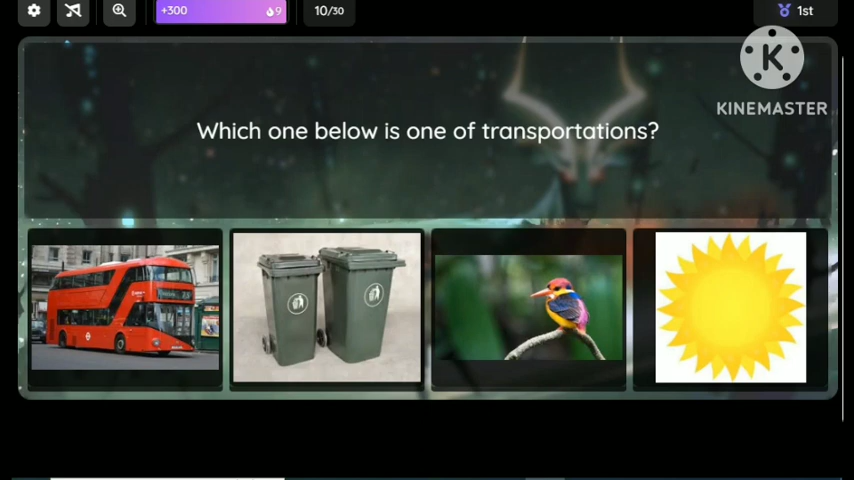 +300
9
10/30
1st
KINEMASTER
Which one below is one of transportations?